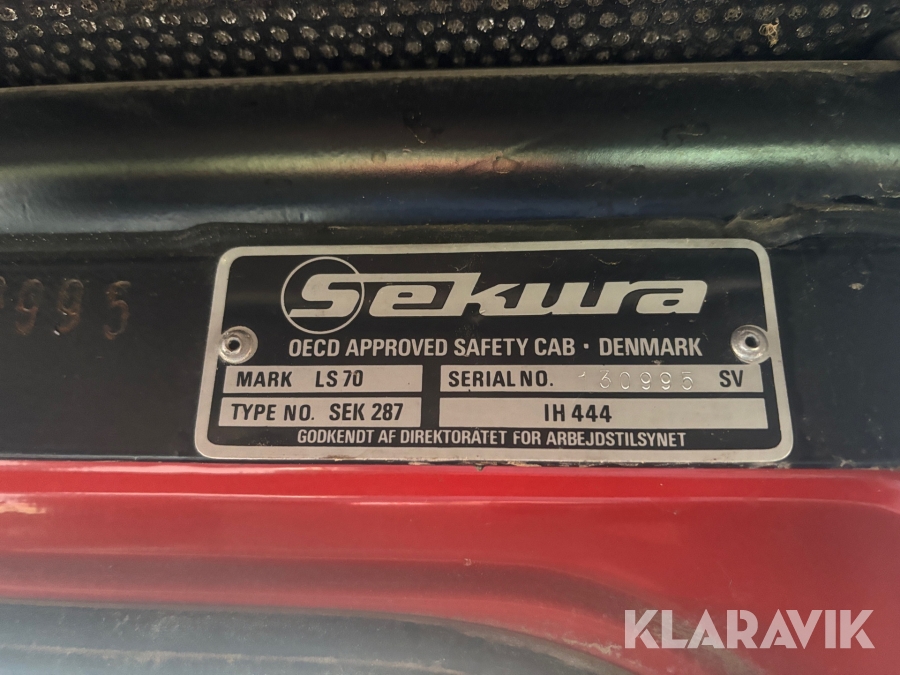 995
Sekura
OECD APPROVED SAFETY CAB · DENMARK
MARK LS 70
SERIAL NO. 130995 SV
TYPE NO. SEK 287
IH 444
GODKENDT AF DIREKTORATET FOR ARBEJDSTILSYNET
KLARAVIK